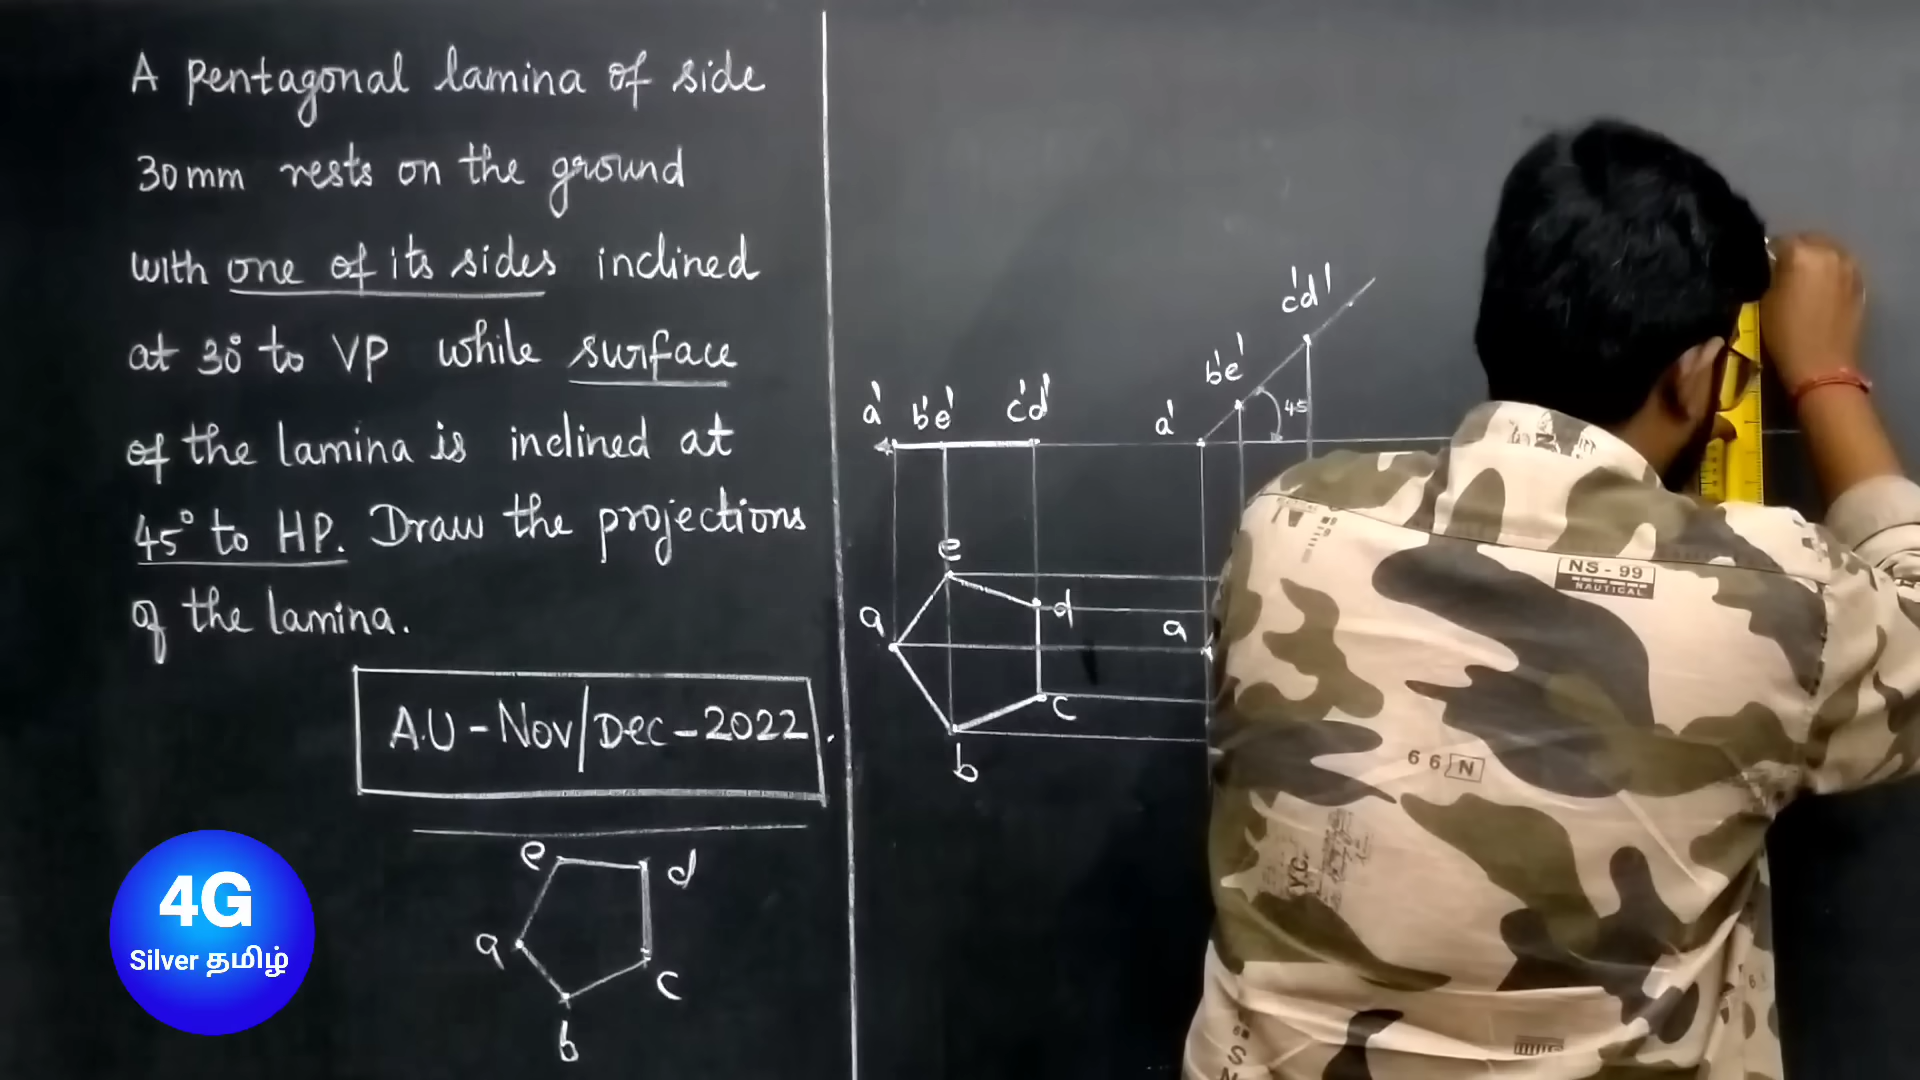 A pentagonal lamina of side
30mm rests on the ground
with one of its sides inclined
at 30° to VP while surface
of the lamina is inclined at
45° to HP. Draw the projections
of the lamina.
A.U - Nov/Dec - 2022.
e
d
a
c
b
4G
Silver தமிழ்
a'
b'e'
c'd'
a'
b'e'
c'd'
45
e
a
d
c
b
a
NS - 99
NAUTICAL
66 N
Y.C.